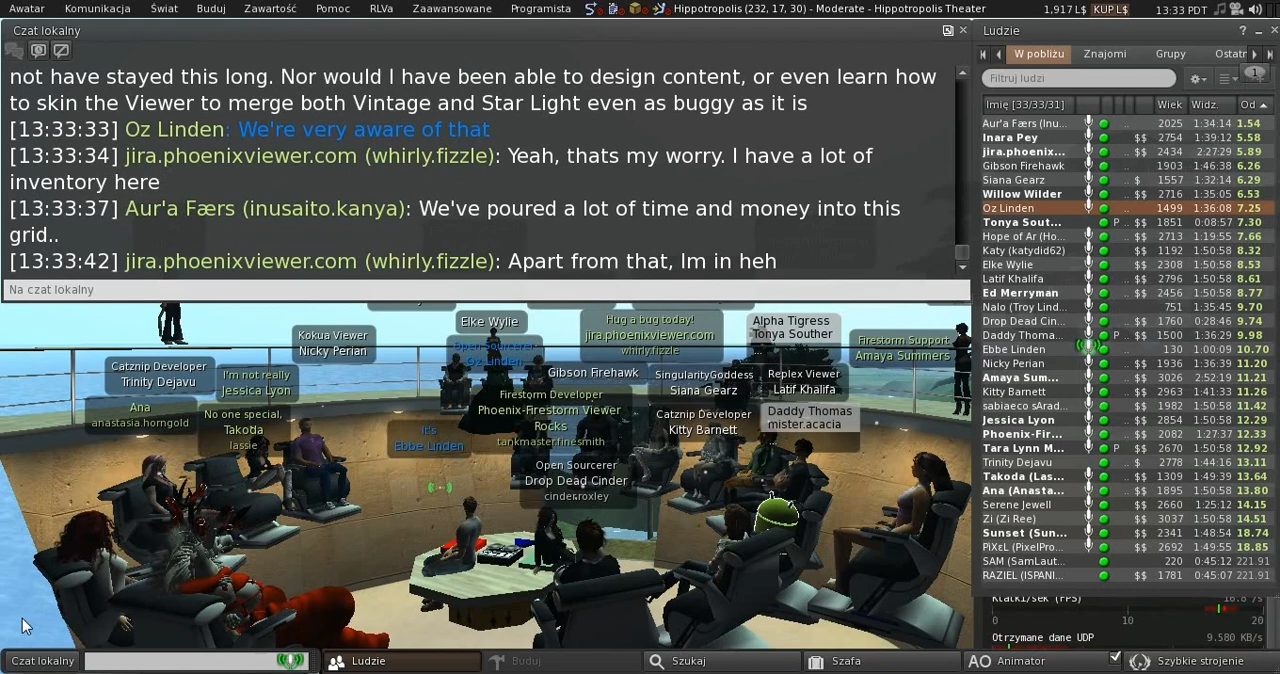 Awatar Komunikacja Świat Buduj Zawartość Pomoc RLVa Zaawansowane Programista Hippotropolis (232, 17, 30) - Moderate - Hippotropolis Theater 1,917 L$ KUP L$ 13:33 PDT
Czat lokalny
not have stayed this long. Nor would I have been able to design content, or even learn how
to skin the Viewer to merge both Vintage and Star Light even as buggy as it is
[13:33:33] Oz Linden: We're very aware of that
[13:33:34] jira.phoenixviewer.com (whirly.fizzle): Yeah, thats my worry. I have a lot of
inventory here
[13:33:37] Aur'a Færs (inusaito.kanya): We've poured a lot of time and money into this
grid..
[13:33:42] jira.phoenixviewer.com (whirly.fizzle): Apart from that, Im in heh
Na czat lokalny
Elke Wylie
Kokua Viewer
Nicky Perian
Open Sourcerer
Oz Linden
Hug a bug today!
jira.phoenixviewer.com
whirly.fizzle
Alpha Tigress
Tonya Souther
Firestorm Support
Amaya Summers
Catznip Developer
Trinity Dejavu
I'm not really
Jessica Lyon
Gibson Firehawk
SingularityGoddess
Siana Gearz
Replex Viewer
Latif Khalifa
Ana
anastasia.horngold
No one special,
Takoda
lassie
It's
Ebbe Linden
Firestorm Developer
Phoenix-Firestorm Viewer
Rocks
tankmaster.finesmith
Catznip Developer
Kitty Barnett
Daddy Thomas
mister.acacia
Open Sourcerer
Drop Dead Cinder
cinder.roxley
Ludzie
W pobliżu Znajomi Grupy Ostatn
Filtruj ludzi 1
Imię [33/33/31] Wiek Widz. Od
Aur'a Færs (Inu... .. 2025 1:34:14 1.54
Inara Pey $$ 2754 1:39:12 5.58
jira.phoenix... .. $$ 2434 2:27:29 5.89
Gibson Firehawk 1903 1:46:38 6.26
Siana Gearz .. $ 1557 1:32:14 6.29
Willow Wilder .. $$ 2716 1:35:05 6.53
Oz Linden .. 1499 1:36:08 7.25
Tonya Sout... P .. $$ 1851 0:08:57 7.30
Hope of Ar (Ho... .. $$ 2713 1:19:55 7.66
Katy (katydid62) .. $$ 1192 1:50:58 8.32
Elke Wylie .. $$ 2308 1:50:58 8.53
Latif Khalifa .. $$ 2796 1:50:58 8.61
Ed Merryman .. $$ 2456 1:50:58 8.77
Nalo (Troy Lind... 751 1:35:45 9.70
Drop Dead Cin... .. $$ 1760 0:28:46 9.74
Daddy Thoma... P .. $$ 1500 1:36:29 9.98
Ebbe Linden .. 130 1:00:09 10.70
Nicky Perian .. $$ 1936 1:36:39 11.20
Amaya Sum... .. $$ 3026 2:52:19 11.21
Kitty Barnett .. $$ 2963 1:41:33 11.26
sabiaeco sArad... .. $$ 1982 1:50:58 11.42
Jessica Lyon .. $$ 2854 1:50:58 12.29
Phoenix-Fir... .. $$ 2082 1:27:37 12.33
Tara Lynn M... P .. $$ 2670 1:50:58 12.92
Trinity Dejavu .. $ 2778 1:44:16 13.11
Takoda (Las... .. $$ 1309 1:49:39 13.64
Ana (Anasta... .. $$ 1895 1:50:58 13.80
Serene Jewell .. $$ 2660 1:25:12 14.15
Zi (Zi Ree) $$ 3037 1:50:58 14.51
Sunset (Sun... $$ 2341 1:48:54 18.74
PiXεL (PixelPro... .. $$ 2692 1:49:55 18.85
SAM (SamLaut... 220 0:45:12 221.91
RAZIEL (ISPANI... $$ 1781 0:45:07 221.91
Klatki/sek (FPS) 16.8 /s
0 10 20
Otrzymane dane UDP 9.580 KB/s
Czat lokalny Ludzie Buduj Szukaj Szafa AO Animator Szybkie strojenie